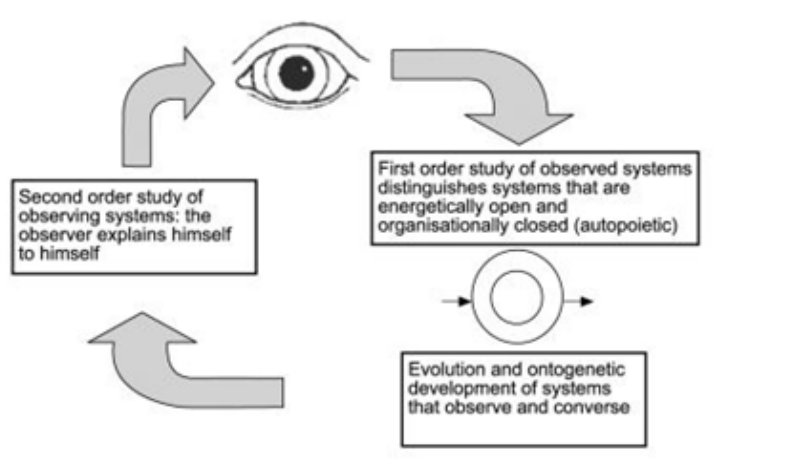 First order study of observed systems
distinguishes systems that are
energetically open and
organisationally closed (autopoietic)
Evolution and ontogenetic
development of systems
that observe and converse
Second order study of
observing systems: the
observer explains himself
to himself